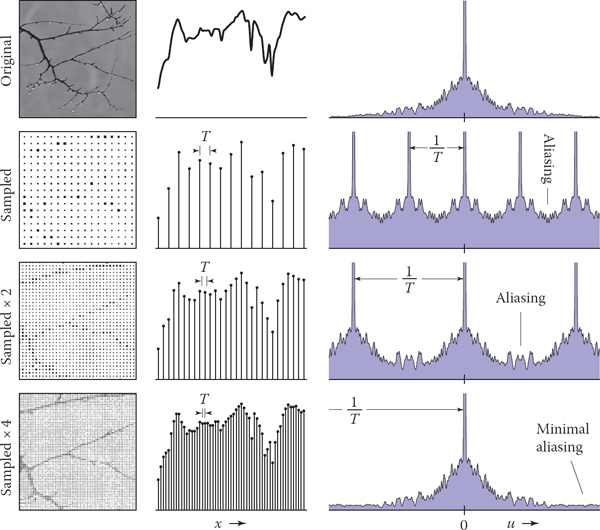 Original
Sampled
T
1
T
Aliasing
Sampled × 2
T
1
T
Aliasing
Sampled × 4
T
1
T
Minimal
aliasing
x →
0
u →